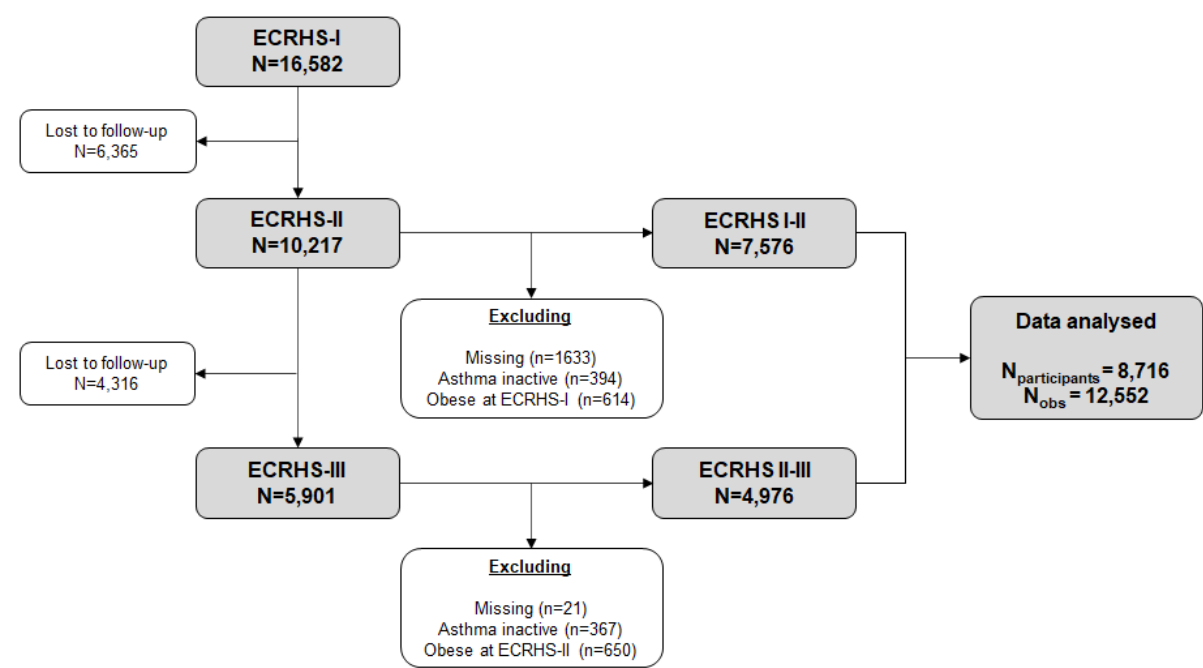 ECRHS-I
N=16,582
Lost to follow-up
N=6,365
ECRHS-II
N=10,217
ECRHS I-II
N=7,576
Excluding
Missing (n=1633)
Asthma inactive (n=394)
Obese at ECRHS-I (n=614)
Data analysed
Nparticipants = 8,716
Nobs = 12,552
Lost to follow-up
N=4,316
ECRHS-III
N=5,901
ECRHS II-III
N=4,976
Excluding
Missing (n=21)
Asthma inactive (n=367)
Obese at ECRHS-II (n=650)